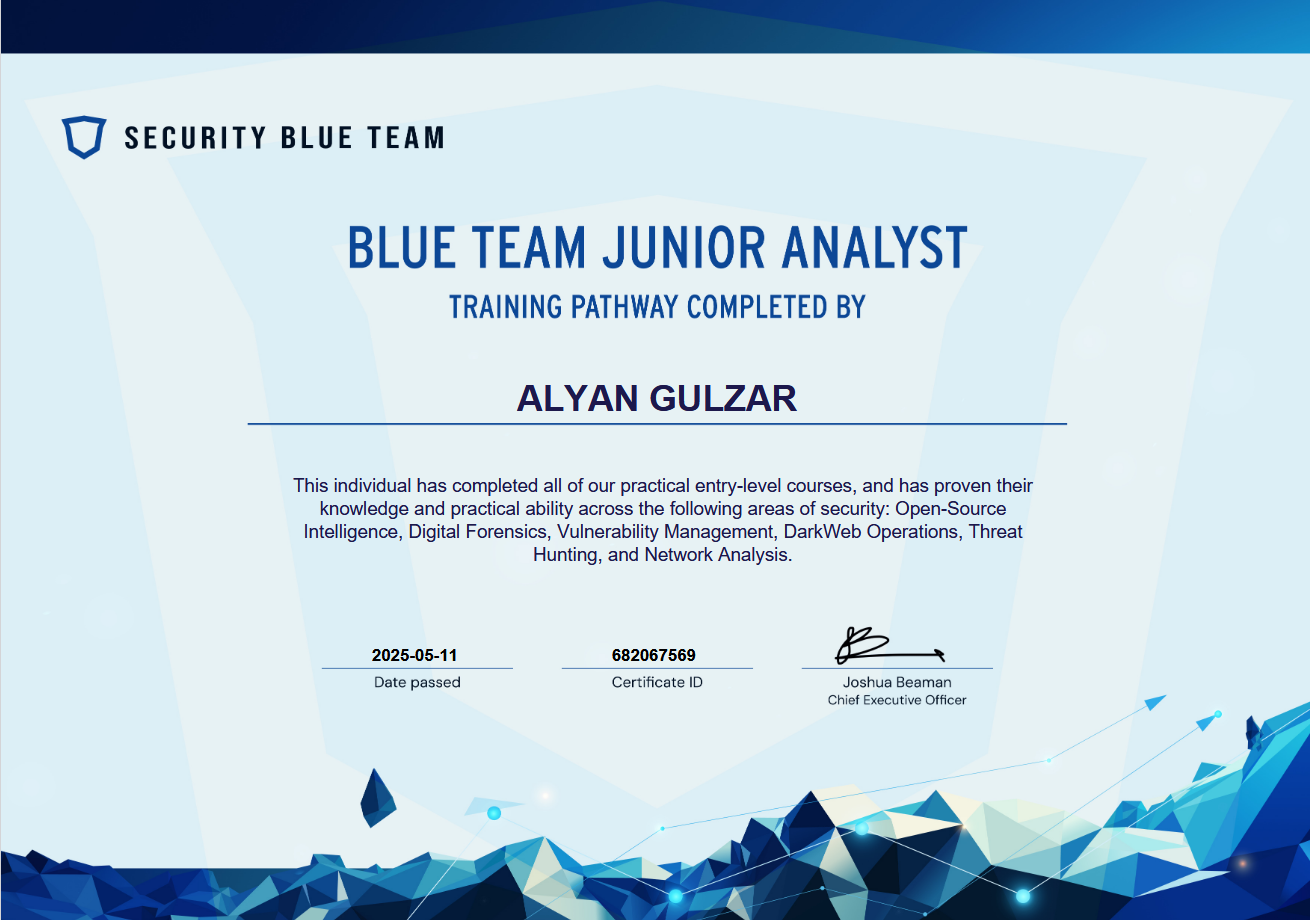 SECURITY BLUE TEAM
BLUE TEAM JUNIOR ANALYST
TRAINING PATHWAY COMPLETED BY
ALYAN GULZAR
This individual has completed all of our practical entry-level courses, and has proven their
knowledge and practical ability across the following areas of security: Open-Source
Intelligence, Digital Forensics, Vulnerability Management, DarkWeb Operations, Threat
Hunting, and Network Analysis.
2025-05-11
Date passed
682067569
Certificate ID
Joshua Beaman
Chief Executive Officer